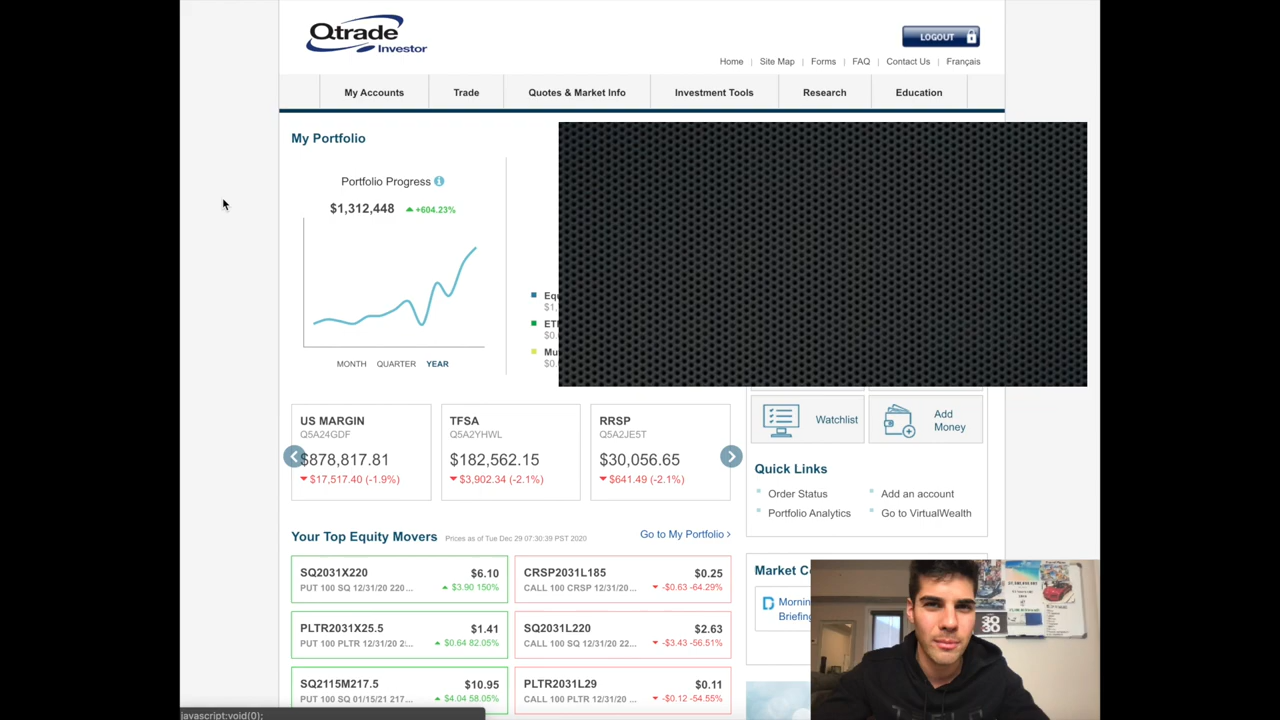 Qtrade
Investor
LOGOUT
Home | Site Map | Forms | FAQ | Contact Us | Français
My Accounts
Trade
Quotes & Market Info
Investment Tools
Research
Education
My Portfolio
Portfolio Progress
$1,312,448 +604.23%
MONTH QUARTER YEAR
US MARGIN
Q5A24GDF
$878,817.81
$17,517.40 (-1.9%)
TFSA
Q5A2YHWL
$182,562.15
$3,902.34 (-2.1%)
RRSP
Q5A2JE5T
$30,056.65
$641.49 (-2.1%)
Watchlist
Add
Money
Quick Links
Order Status
Add an account
Portfolio Analytics
Go to VirtualWealth
Your Top Equity Movers Prices as of Tue Dec 29 07:30:39 PST 2020 Go to My Portfolio >
SQ2031X220 $6.10
PUT 100 SQ 12/31/20 220... $3.90 150%
CRSP2031L185 $0.25
CALL 100 CRSP 12/31/20... -$0.63 -64.29%
PLTR2031X25.5 $1.41
PUT 100 PLTR 12/31/20 2... $0.64 82.05%
SQ2031L220 $2.63
CALL 100 SQ 12/31/20 22... -$3.43 -56.51%
SQ2115M217.5 $10.95
PUT 100 SQ 01/15/21 217... $4.04 58.05%
PLTR2031L29 $0.11
CALL 100 PLTR 12/31/20... -$0.12 -54.55%
Market C
Mornin
Briefing
javascript:void(0);